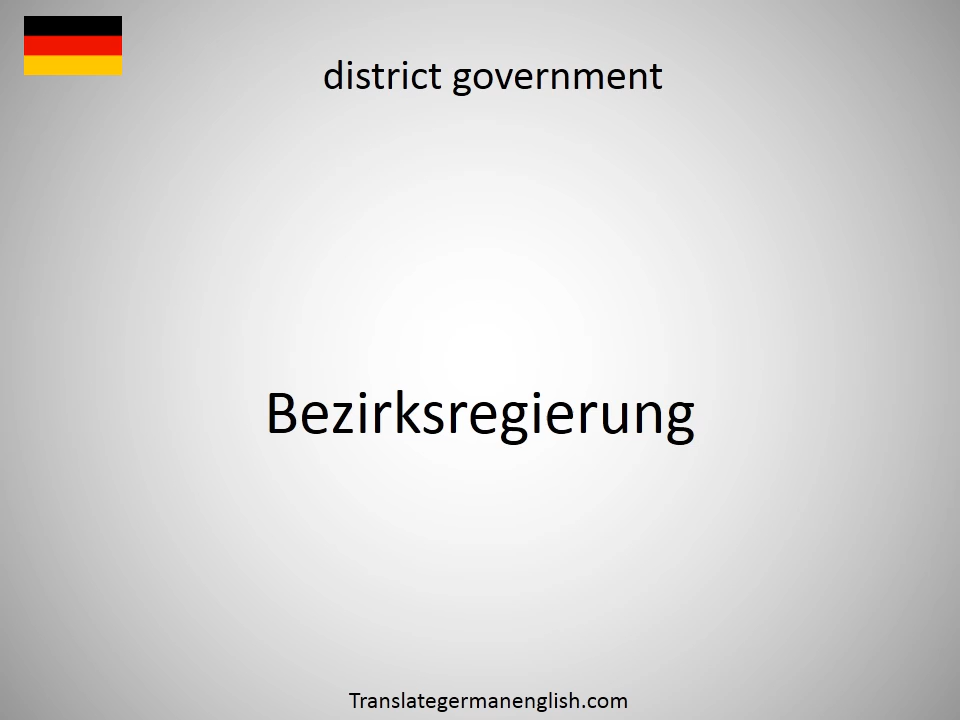 district government
Bezirksregierung
Translategermanenglish.com